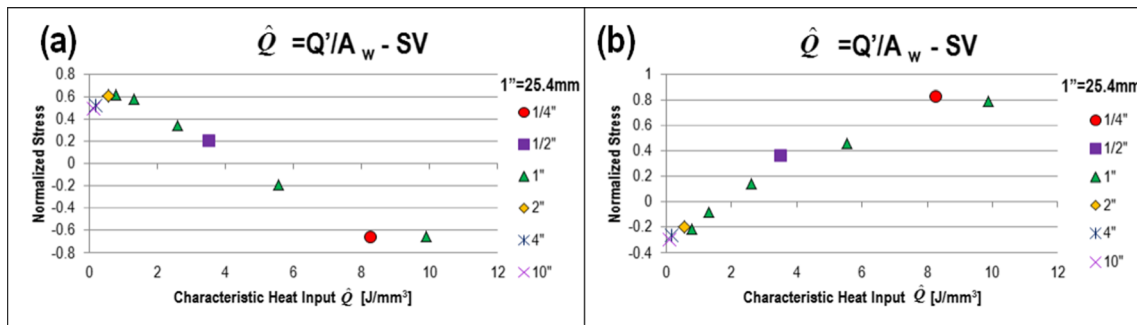 (a)
Q̂ =Q'/A W - SV
1"=25.4mm
Normalized Stress
0.8
0.6
0.4
0.2
0
-0.2
-0.4
-0.6
-0.8
0 2 4 6 8 10 12
Characteristic Heat Input Q̂ [J/mm³]
1/4"
1/2"
1"
2"
4"
10"
(b)
Q̂ =Q'/A W - SV
1"=25.4mm
Normalized Stress
1
0.8
0.6
0.4
0.2
0
-0.2
-0.4
0 2 4 6 8 10 12
Characteristic Heat Input Q̂ [J/mm³]
1/4"
1/2"
1"
2"
4"
10"